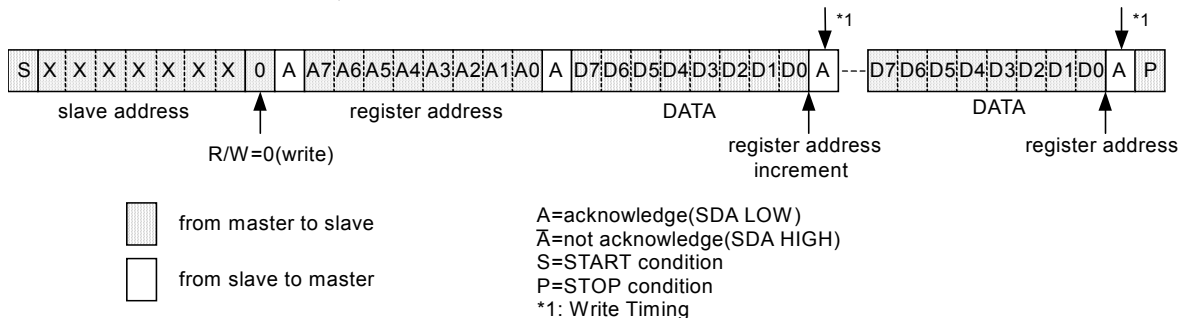 *1 *1
S X X X X X X X 0 A A7 A6 A5 A4 A3 A2 A1 A0 A D7 D6 D5 D4 D3 D2 D1 D0 A D7 D6 D5 D4 D3 D2 D1 D0 A P
slave address register address DATA DATA
R/W=0(write)
register address
increment
register address
from master to slave
from slave to master
A=acknowledge(SDA LOW)
A̅=not acknowledge(SDA HIGH)
S=START condition
P=STOP condition
*1: Write Timing